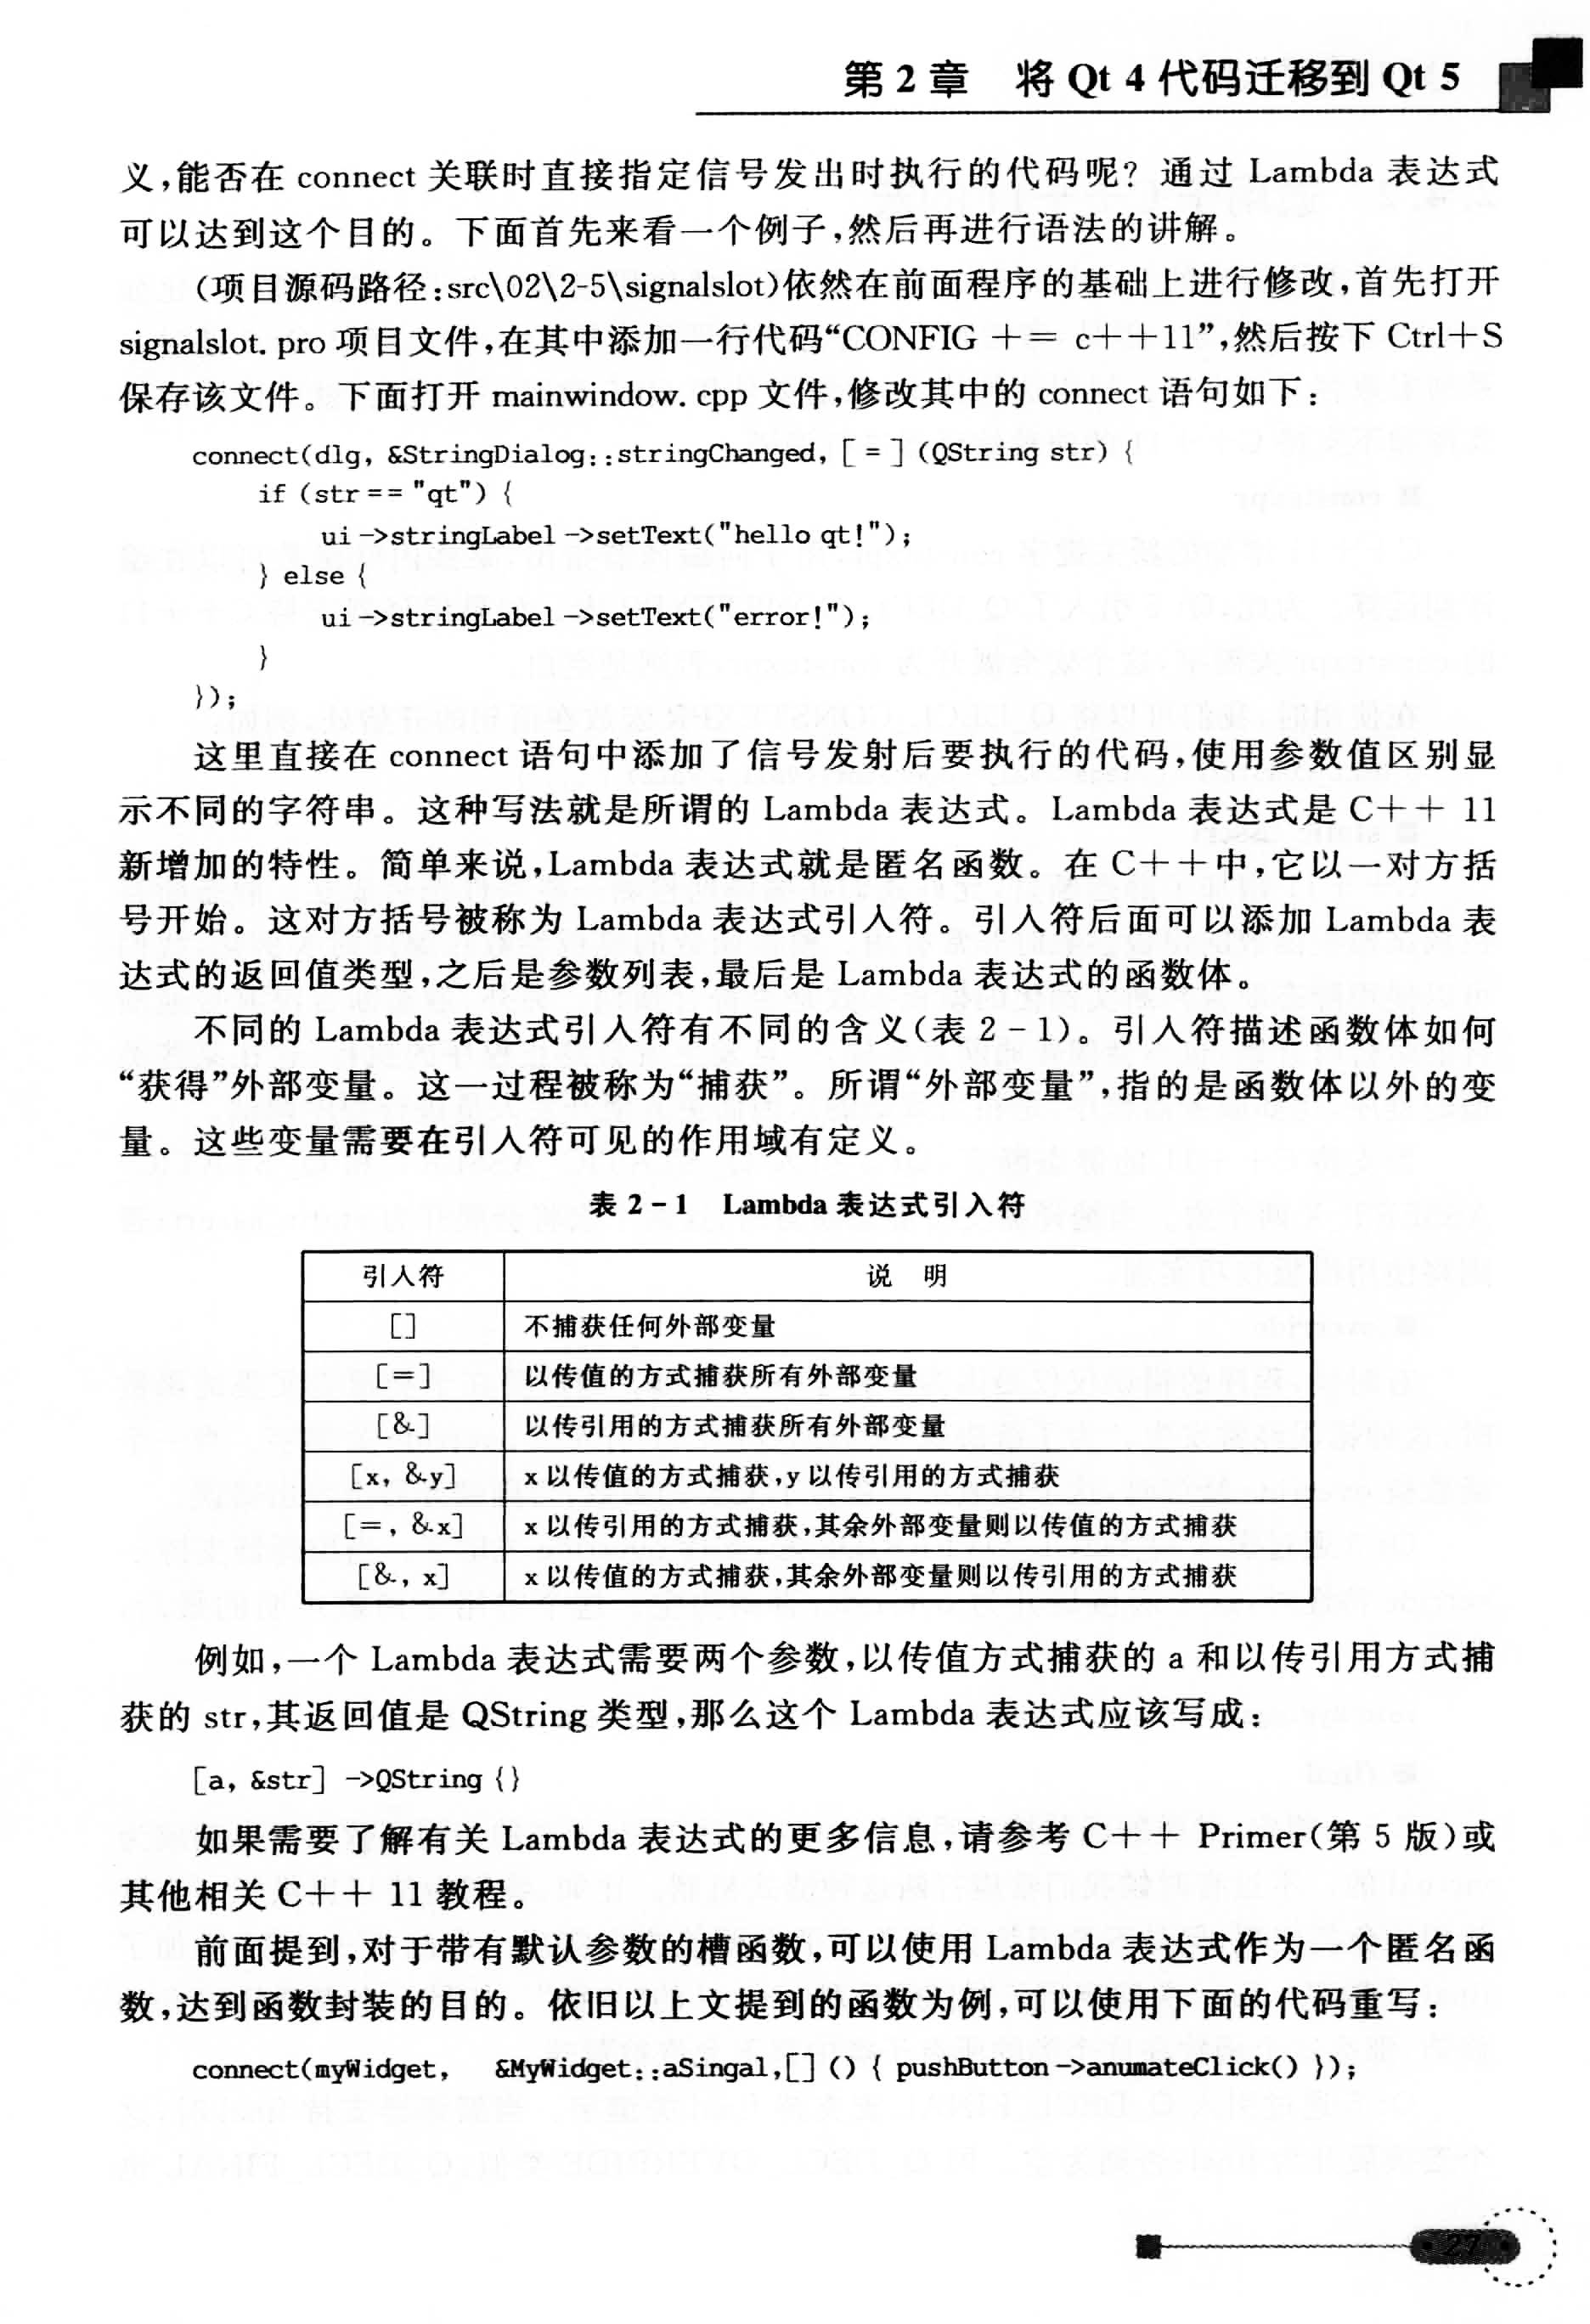 第 2 章 将 Qt 4 代码迁移到 Qt 5
义,能否在 connect 关联时直接指定信号发出时执行的代码呢? 通过 Lambda 表达式
可以达到这个目的。下面首先来看一个例子,然后再进行语法的讲解。
(项目源码路径:src\02\2-5\signalslot)依然在前面程序的基础上进行修改,首先打开
signalslot. pro 项目文件,在其中添加一行代码“CONFIG += c++11”,然后按下 Ctrl+S
保存该文件。下面打开 mainwindow. cpp 文件,修改其中的 connect 语句如下:
connect(dlg, &StringDialog::stringChanged, [ = ] (QString str) {
if (str == "qt") {
ui ->stringLabel ->setText("hello qt!");
} else {
ui ->stringLabel ->setText("error!");
}
});
这里直接在 connect 语句中添加了信号发射后要执行的代码,使用参数值区别显
示不同的字符串。这种写法就是所谓的 Lambda 表达式。Lambda 表达式是 C++ 11
新增加的特性。简单来说,Lambda 表达式就是匿名函数。在 C++中,它以一对方括
号开始。这对方括号被称为 Lambda 表达式引入符。引入符后面可以添加 Lambda 表
达式的返回值类型,之后是参数列表,最后是 Lambda 表达式的函数体。
不同的 Lambda 表达式引入符有不同的含义(表 2-1)。引入符描述函数体如何
“获得”外部变量。这一过程被称为“捕获”。所谓“外部变量”,指的是函数体以外的变
量。这些变量需要在引入符可见的作用域有定义。
表 2-1 Lambda 表达式引入符
引入符 说 明
[] 不捕获任何外部变量
[=] 以传值的方式捕获所有外部变量
[&] 以传引用的方式捕获所有外部变量
[x, &y] x 以传值的方式捕获,y 以传引用的方式捕获
[=, &x] x 以传引用的方式捕获,其余外部变量则以传值的方式捕获
[&, x] x 以传值的方式捕获,其余外部变量则以传引用的方式捕获
例如,一个 Lambda 表达式需要两个参数,以传值方式捕获的 a 和以传引用方式捕
获的 str,其返回值是 QString 类型,那么这个 Lambda 表达式应该写成:
[a, &str] ->QString {}
如果需要了解有关 Lambda 表达式的更多信息,请参考 C++ Primer(第 5 版)或
其他相关 C++ 11 教程。
前面提到,对于带有默认参数的槽函数,可以使用 Lambda 表达式作为一个匿名函
数,达到函数封装的目的。依旧以上文提到的函数为例,可以使用下面的代码重写:
connect(myWidget, &MyWidget::aSingal,[] () { pushButton ->anumateClick() });
27